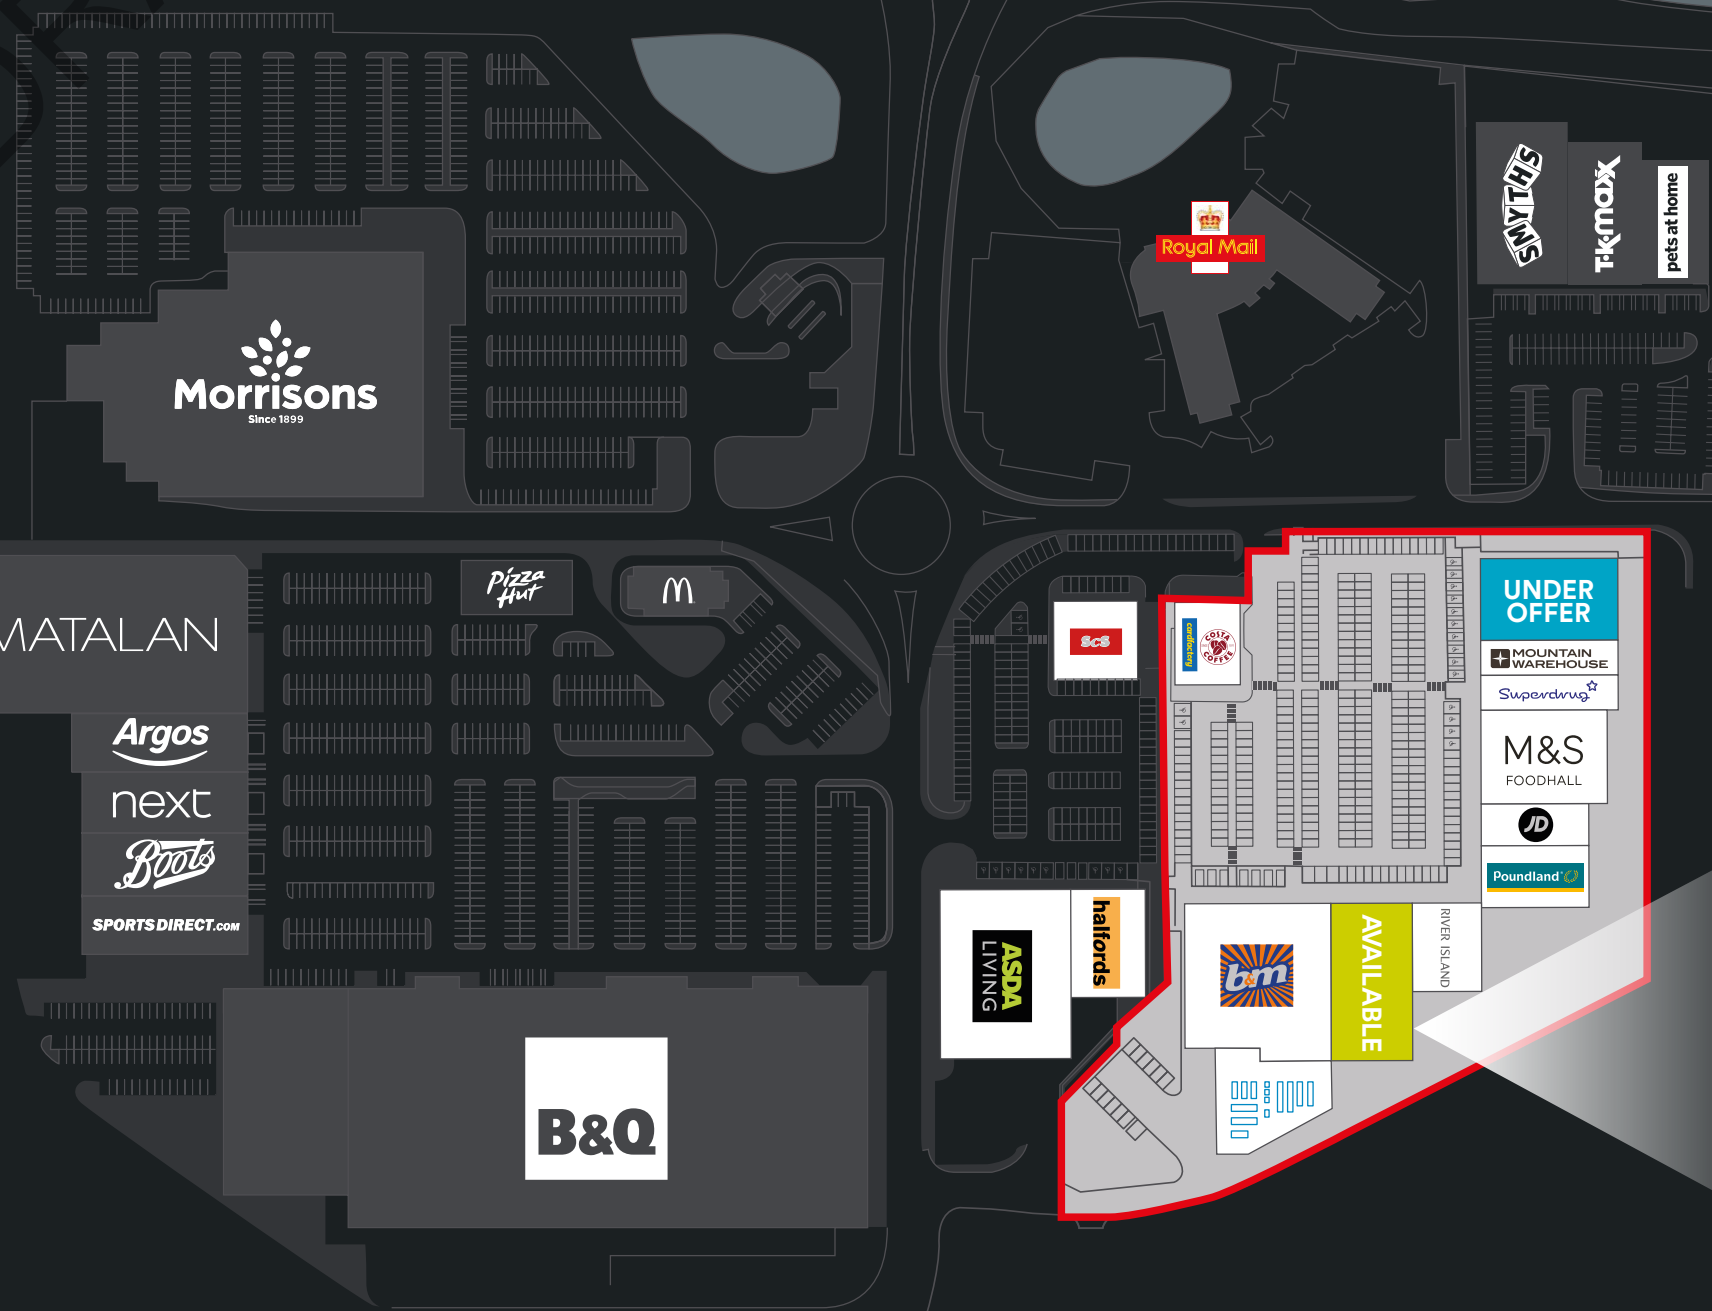 SMYTHS
T·K·maxx
pets at home
Royal Mail
Morrisons
Since 1899
MATALAN
Pizza
Hut
Argos
next
Boots
SPORTSDIRECT.COM
B&Q
ScS
cardfactory
COSTA
COFFEE
UNDER
OFFER
MOUNTAIN
WAREHOUSE
Superdrug
M&S
FOODHALL
JD
Poundland
RIVER ISLAND
AVAILABLE
b&m
halfords
ASDA
LIVING